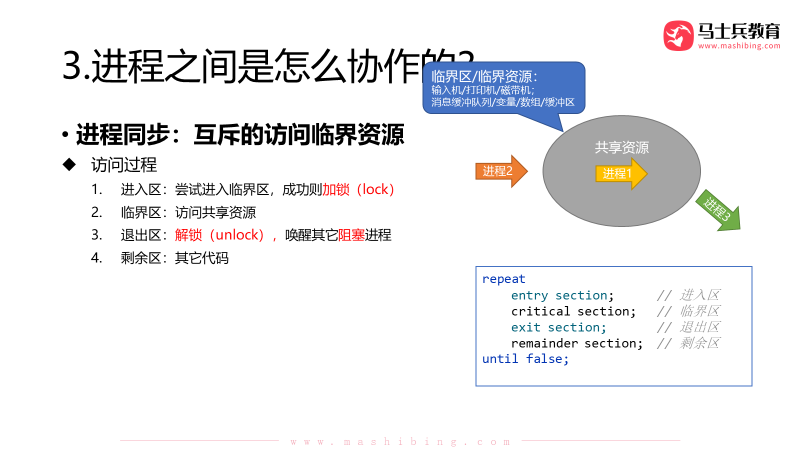 马士兵教育
www.mashibing.com
3.进程之间是怎么协作的?
临界区/临界资源：
输入机/打印机/磁带机；
消息缓冲队列/变量/数组/缓冲区
• 进程同步：互斥的访问临界资源
◆ 访问过程
1. 进入区：尝试进入临界区，成功则加锁（lock）
2. 临界区：访问共享资源
3. 退出区：解锁（unlock），唤醒其它阻塞进程
4. 剩余区：其它代码
共享资源
进程2
进程1
进程3
repeat
entry section; // 进入区
critical section; // 临界区
exit section; // 退出区
remainder section; // 剩余区
until false;
www.mashibing.com